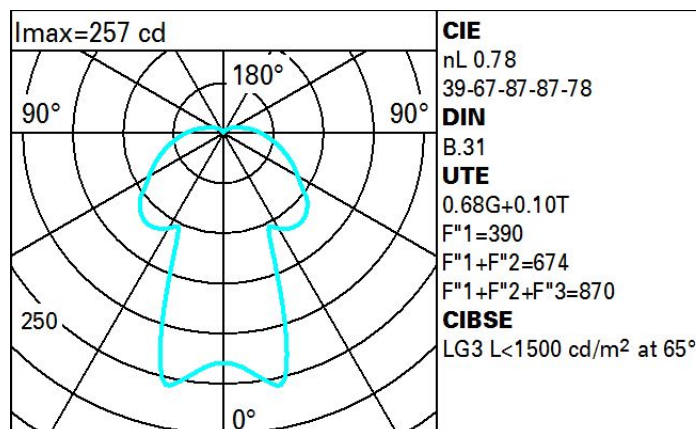 Imax=257 cd
180°
90°
90°
250
0°
CIE
nL 0.78
39-67-87-87-78
DIN
B.31
UTE
0.68G+0.10T
F"1=390
F"1+F"2=674
F"1+F"2+F"3=870
CIBSE
LG3 L<1500 cd/m² at 65°